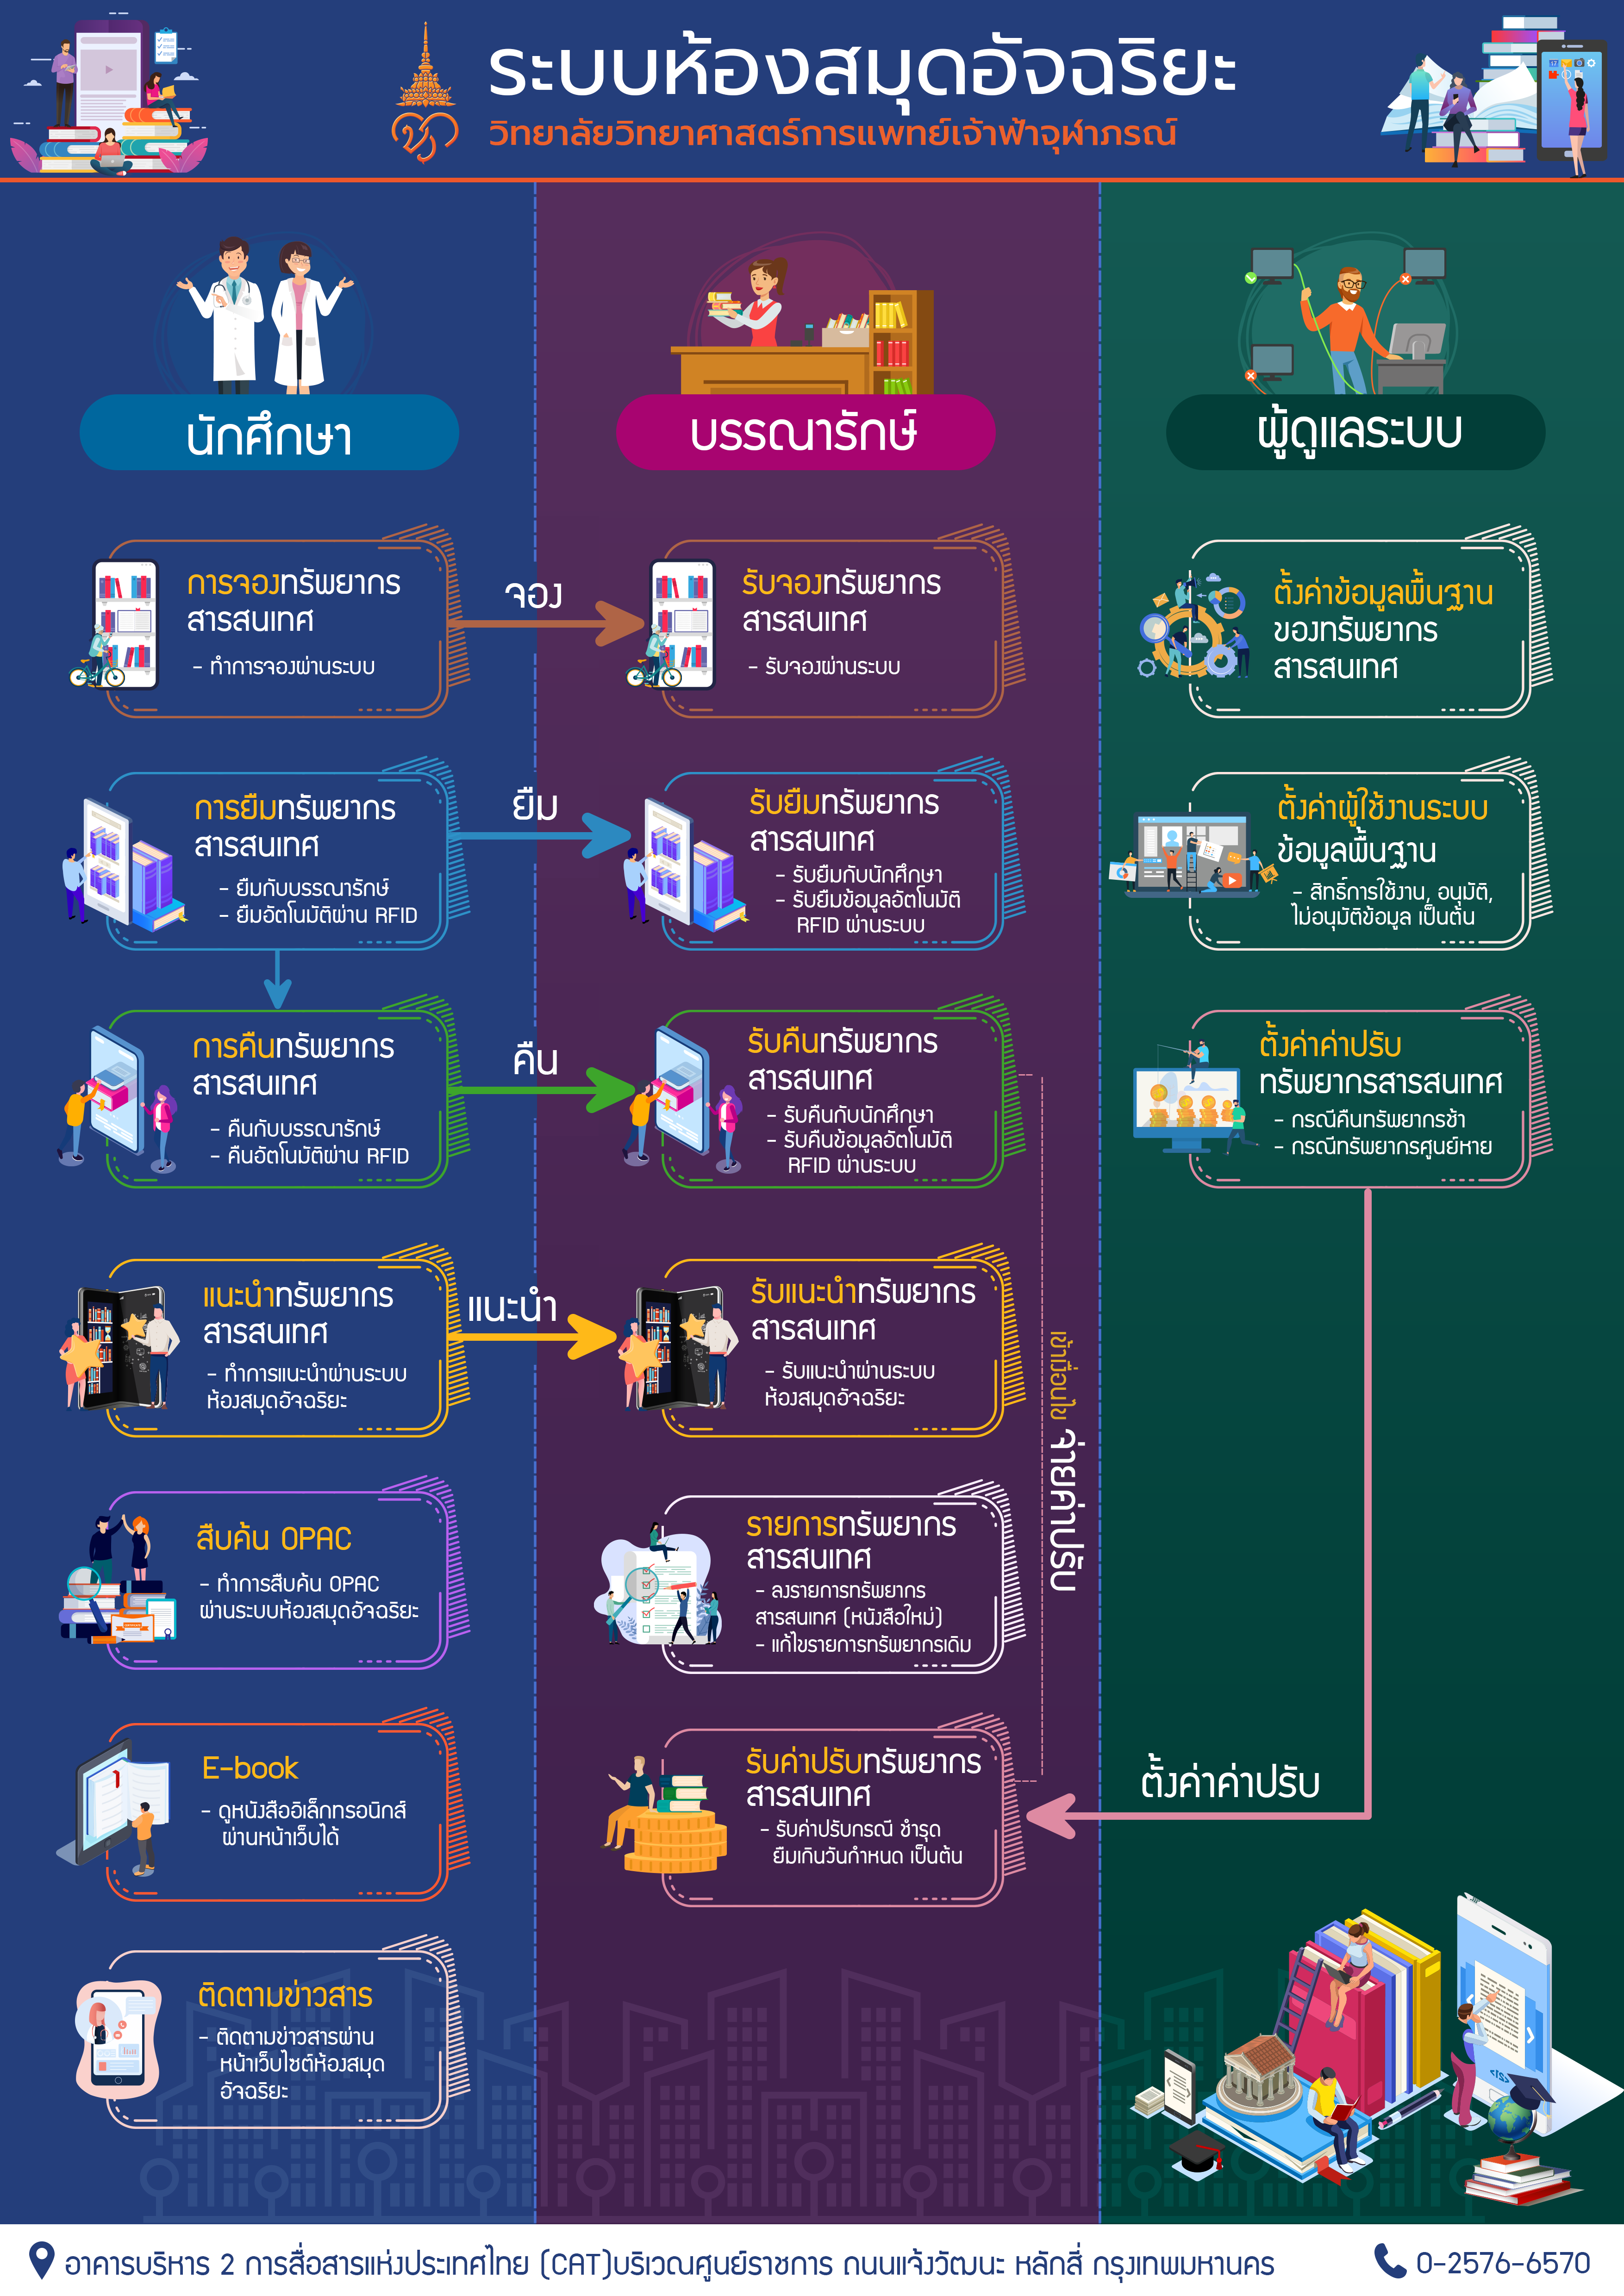 ระบบห้องสมุดอัจฉริยะ
วิทยาลัยวิทยาศาสตร์การแพทย์เจ้าฟ้าจุฬาภรณ์
นักศึกษา
การจองทรัพยากร
สารสนเทศ
- ทำการจองผ่านระบบ
จอง
การยืมทรัพยากร
สารสนเทศ
- ยืมกับบรรณารักษ์
- ยืมอัตโนมัติผ่าน RFID
ยืม
การคืนทรัพยากร
สารสนเทศ
- คืนกับบรรณารักษ์
- คืนอัตโนมัติผ่าน RFID
คืน
แนะนำทรัพยากร
สารสนเทศ
- ทำการแนะนำผ่านระบบ
ห้องสมุดอัจฉริยะ
แนะนำ
สืบค้น OPAC
- ทำการสืบค้น OPAC
ผ่านระบบห้องสมุดอัจฉริยะ
E-book
- ดูหนังสืออิเล็กทรอนิกส์
ผ่านหน้าเว็บได้
ติดตามข่าวสาร
- ติดตามข่าวสารผ่าน
หน้าเว็บไซต์ห้องสมุด
อัจฉริยะ
บรรณารักษ์
รับจองทรัพยากร
สารสนเทศ
- รับจองผ่านระบบ
รับยืมทรัพยากร
สารสนเทศ
- รับยืมกับนักศึกษา
- รับยืมข้อมูลอัตโนมัติ
RFID ผ่านระบบ
รับคืนทรัพยากร
สารสนเทศ
- รับคืนกับนักศึกษา
- รับคืนข้อมูลอัตโนมัติ
RFID ผ่านระบบ
รับแนะนำทรัพยากร
สารสนเทศ
- รับแนะนำผ่านระบบ
ห้องสมุดอัจฉริยะ
รายการทรัพยากร
สารสนเทศ
- ลงรายการทรัพยากร
สารสนเทศ (หนังสือใหม่)
- แก้ไขรายการทรัพยากรเดิม
รับค่าปรับทรัพยากร
สารสนเทศ
- รับค่าปรับกรณี ชำรุด
ยืมเกินวันกำหนด เป็นต้น
เข้าเงื่อนไข จ่ายค่าปรับ
ผู้ดูแลระบบ
ตั้งค่าข้อมูลพื้นฐาน
ของทรัพยากร
สารสนเทศ
ตั้งค่าผู้ใช้งานระบบ
ข้อมูลพื้นฐาน
- สิทธิ์การใช้งาน, อนุมัติ,
ไม่อนุมัติข้อมูล เป็นต้น
ตั้งค่าค่าปรับ
ทรัพยากรสารสนเทศ
- กรณีคืนทรัพยากรช้า
- กรณีทรัพยากรศูนย์หาย
ตั้งค่าค่าปรับ
อาคารบริหาร 2 การสื่อสารแห่งประเทศไทย (CAT)บริเวณศูนย์ราชการ ถนนแจ้งวัฒนะ หลักสี่ กรุงเทพมหานคร
0-2576-6570